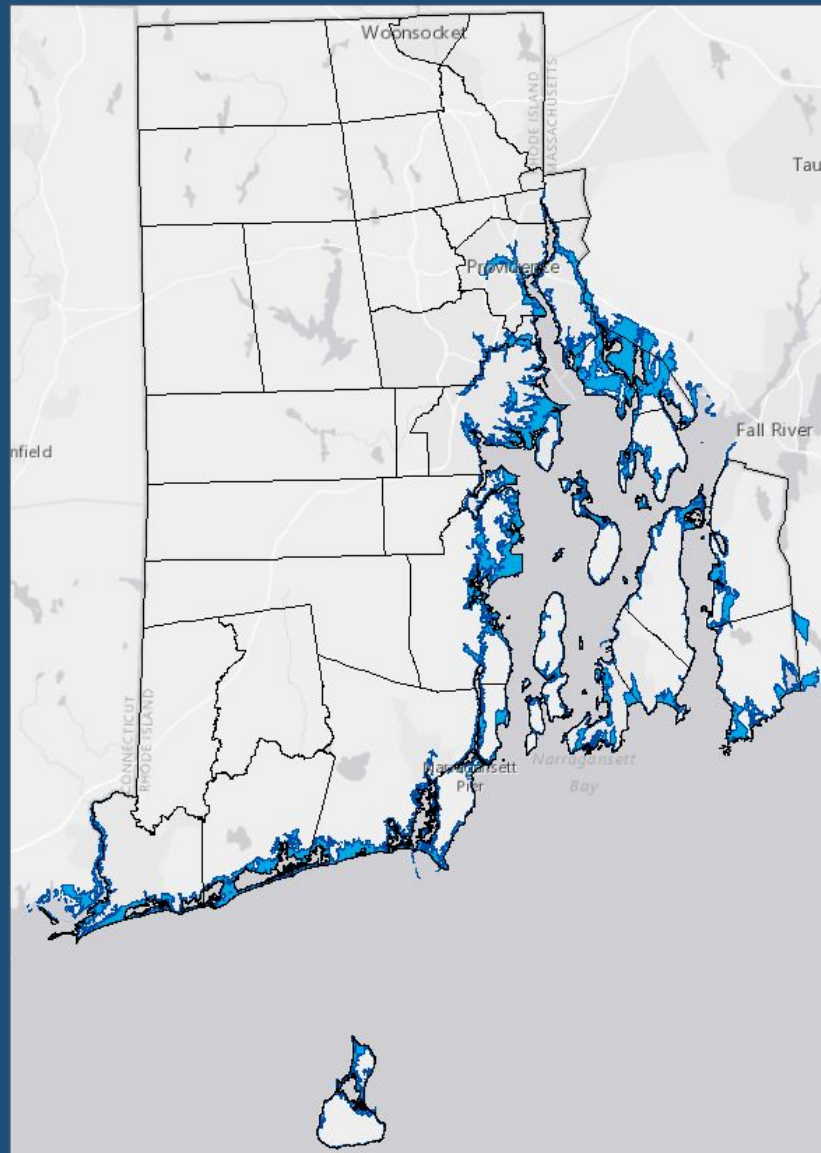 Woonsocket
RHODE ISLAND
MASSACHUSETTS
Tau
Providence
Fall River
nfield
CONNECTICUT
RHODE ISLAND
Narragansett
Pier
Narragansett
Bay